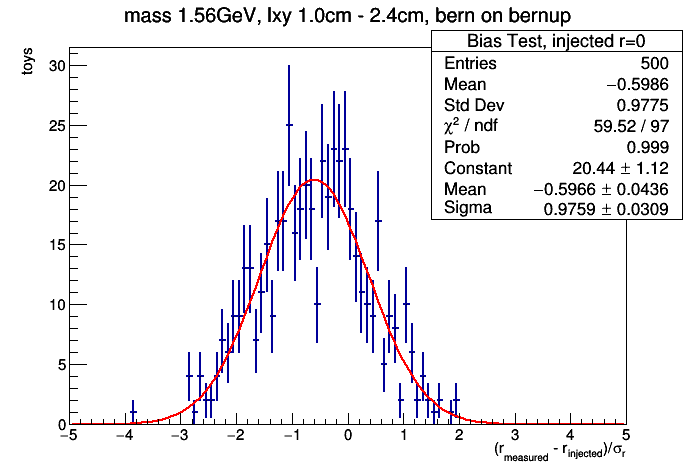 mass 1.56GeV, lxy 1.0cm - 2.4cm, bern on bernup
Bias Test, injected r=0
Entries 500
Mean −0.5986
Std Dev 0.9775
χ² / ndf 59.52 / 97
Prob 0.999
Constant 20.44 ± 1.12
Mean −0.5966 ± 0.0436
Sigma 0.9759 ± 0.0309
toys
30
25
20
15
10
5
0
−5 −4 −3 −2 −1 0 1 2 3 4 5
(r_measured - r_injected)/σ_r